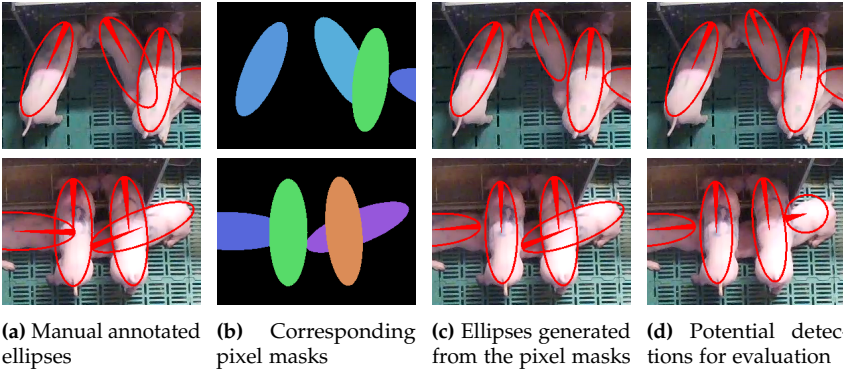 (a) Manual annotated
ellipses
(b) Corresponding
pixel masks
(c) Ellipses generated
from the pixel masks
(d) Potential detec-
tions for evaluation